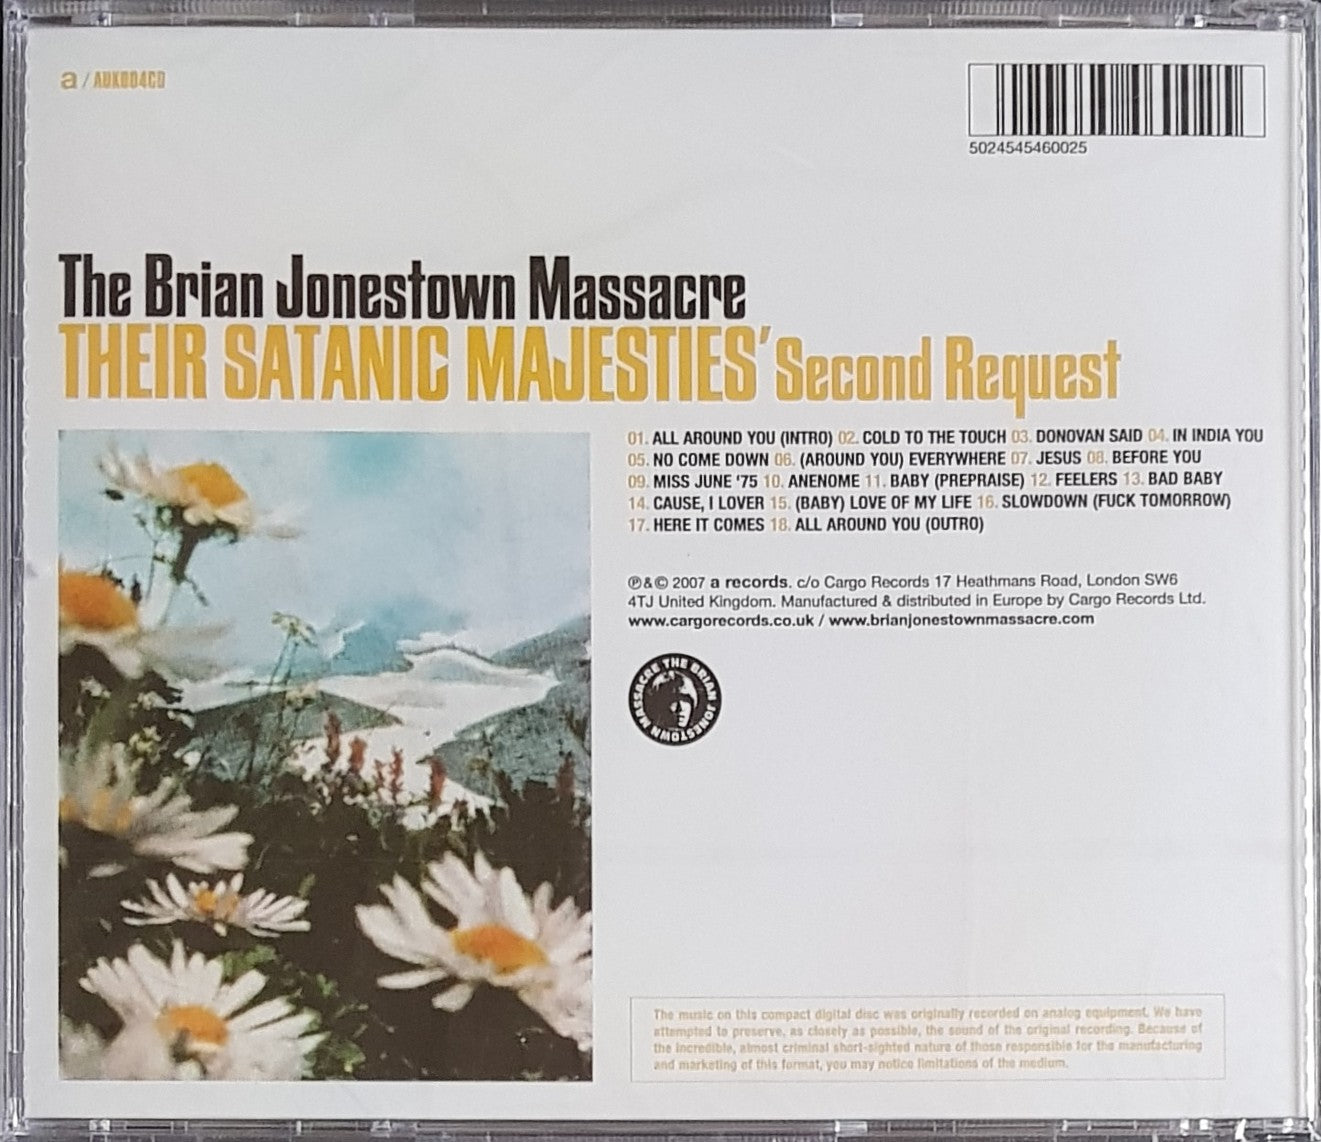 a / AUK004CD
5024545460025
The Brian Jonestown Massacre
THEIR SATANIC MAJESTIES' Second Request
01. ALL AROUND YOU (INTRO) 02. COLD TO THE TOUCH 03. DONOVAN SAID 04. IN INDIA YOU
05. NO COME DOWN 06. (AROUND YOU) EVERYWHERE 07. JESUS 08. BEFORE YOU
09. MISS JUNE '75 10. ANENOME 11. BABY (PREPRAISE) 12. FEELERS 13. BAD BABY
14. CAUSE, I LOVER 15. (BABY) LOVE OF MY LIFE 16. SLOWDOWN (FUCK TOMORROW)
17. HERE IT COMES 18. ALL AROUND YOU (OUTRO)
℗&© 2007 a records. c/o Cargo Records 17 Heathmans Road, London SW6
4TJ United Kingdom. Manufactured & distributed in Europe by Cargo Records Ltd.
www.cargorecords.co.uk / www.brianjonestownmassacre.com
THE BRIAN JONESTOWN MASSACRE
The music on this compact digital disc was originally recorded on analog equipment. We have
attempted to preserve, as closely as possible, the sound of the original recording. Because of
the incredible, almost criminal short-sighted nature of those responsible for the manufacturing
and marketing of this format, you may notice limitations of the medium.